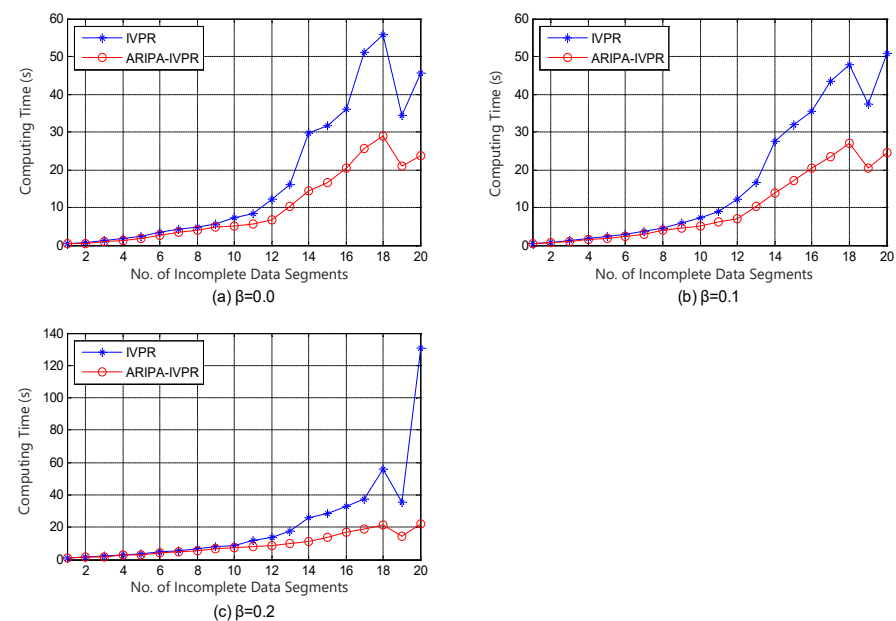 60
50
40
30
20
10
0
Computing Time (s)
IVPR
ARIPA-IVPR
2 4 6 8 10 12 14 16 18 20
No. of Incomplete Data Segments
(a) β=0.0
60
50
40
30
20
10
0
Computing Time (s)
IVPR
ARIPA-IVPR
2 4 6 8 10 12 14 16 18 20
No. of Incomplete Data Segments
(b) β=0.1
140
120
100
80
60
40
20
0
Computing Time (s)
IVPR
ARIPA-IVPR
2 4 6 8 10 12 14 16 18 20
No. of Incomplete Data Segments
(c) β=0.2